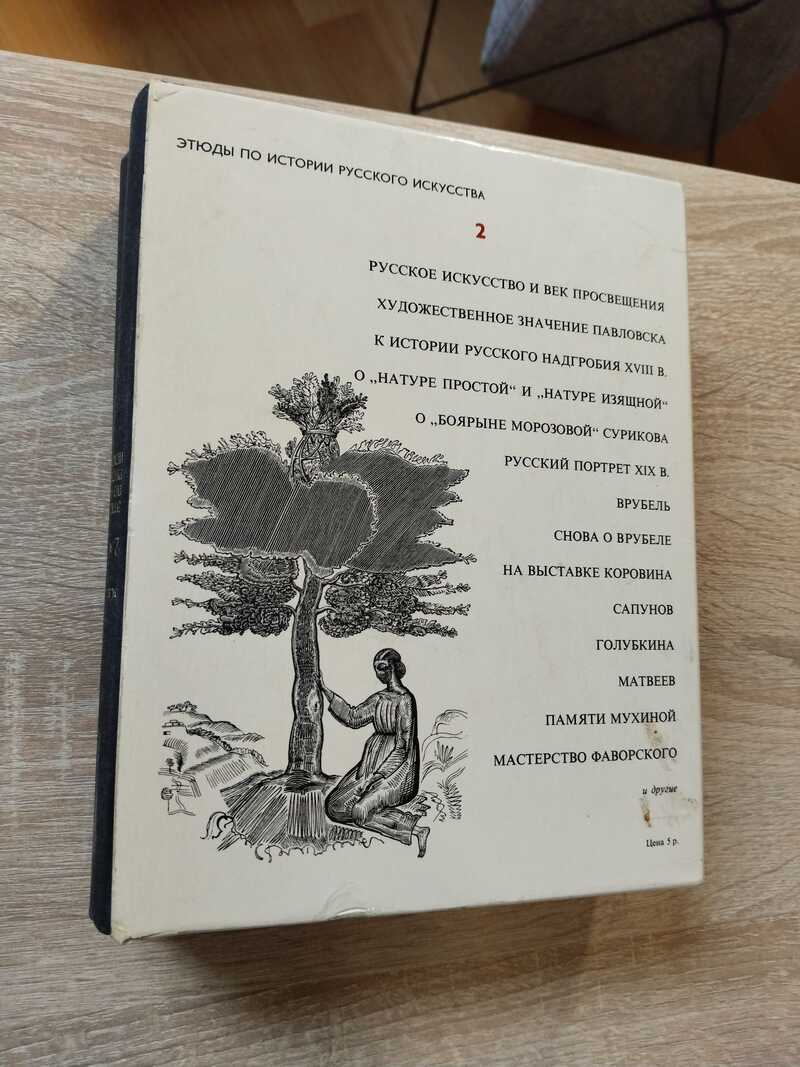 ЭТЮДЫ ПО ИСТОРИИ РУССКОГО ИСКУССТВА
2
РУССКОЕ ИСКУССТВО И ВЕК ПРОСВЕЩЕНИЯ
ХУДОЖЕСТВЕННОЕ ЗНАЧЕНИЕ ПАВЛОВСКА
К ИСТОРИИ РУССКОГО НАДГРОБИЯ XVIII В.
О „НАТУРЕ ПРОСТОЙ“ И „НАТУРЕ ИЗЯЩНОЙ“
О „БОЯРЫНЕ МОРОЗОВОЙ“ СУРИКОВА
РУССКИЙ ПОРТРЕТ XIX В.
ВРУБЕЛЬ
СНОВА О ВРУБЕЛЕ
НА ВЫСТАВКЕ КОРОВИНА
САПУНОВ
ГОЛУБКИНА
МАТВЕЕВ
ПАМЯТИ МУХИНОЙ
МАСТЕРСТВО ФАВОРСКОГО
и другие
Цена 5 р.